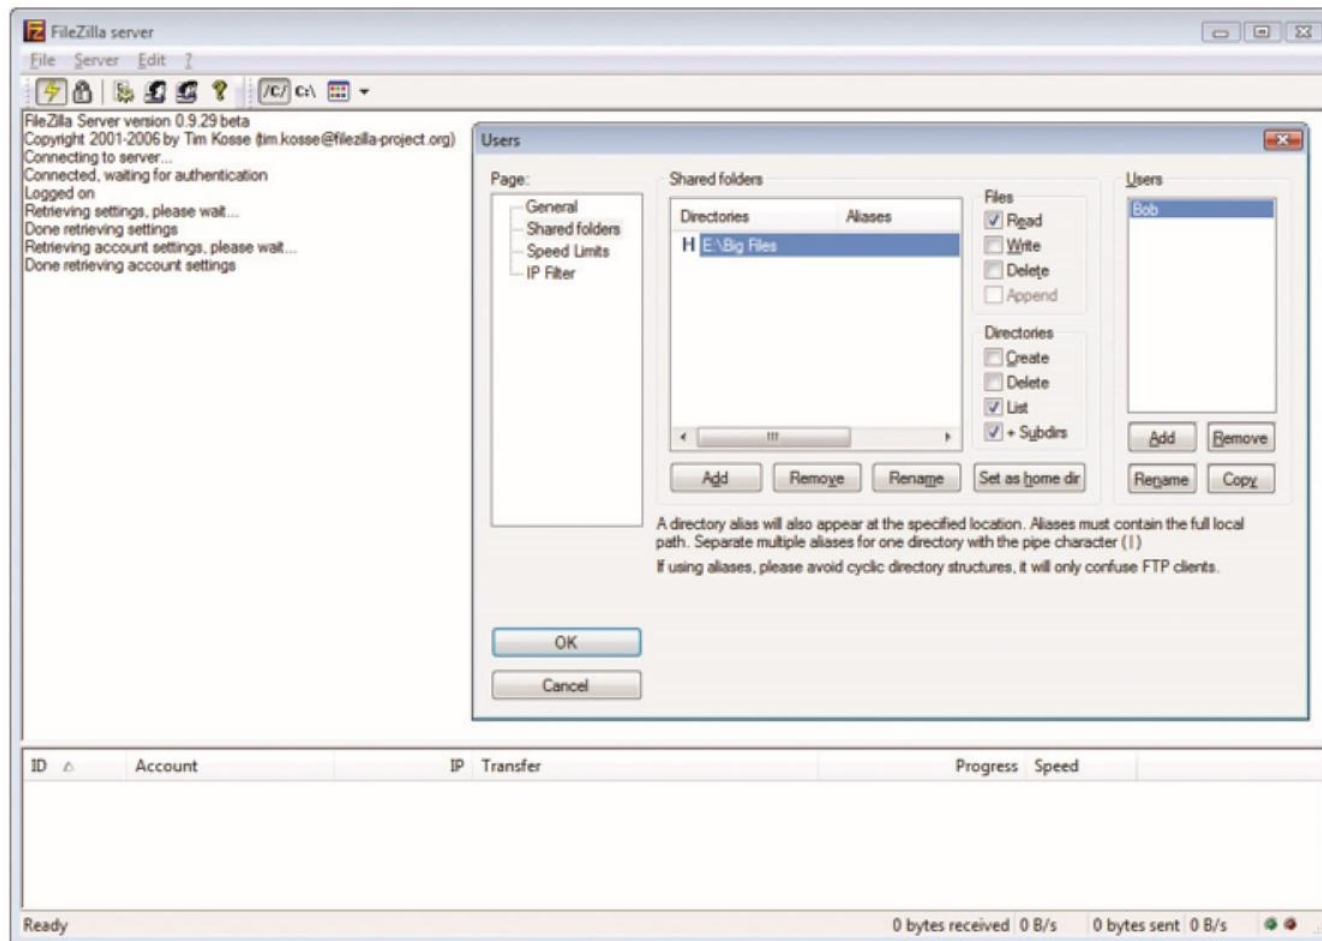 FileZilla server
File Server Edit ?
/C/ C:\
FileZilla Server version 0.9.29 beta
Copyright 2001-2006 by Tim Kosse (tim.kosse@filezilla-project.org)
Connecting to server...
Connected, waiting for authentication
Logged on
Retrieving settings, please wait...
Done retrieving settings
Retrieving account settings, please wait...
Done retrieving account settings
Users
Page:
General
Shared folders
Speed Limits
IP Filter
Shared folders
Directories Aliases
H E:\Big Files
Files
Read
Write
Delete
Append
Directories
Create
Delete
List
+ Subdirs
Add Remove Rename Set as home dir
Users
Bob
Add Remove
Rename Copy
A directory alias will also appear at the specified location. Aliases must contain the full local
path. Separate multiple aliases for one directory with the pipe character ( | )
If using aliases, please avoid cyclic directory structures, it will only confuse FTP clients.
OK
Cancel
ID Account IP Transfer Progress Speed
Ready 0 bytes received 0 B/s 0 bytes sent 0 B/s